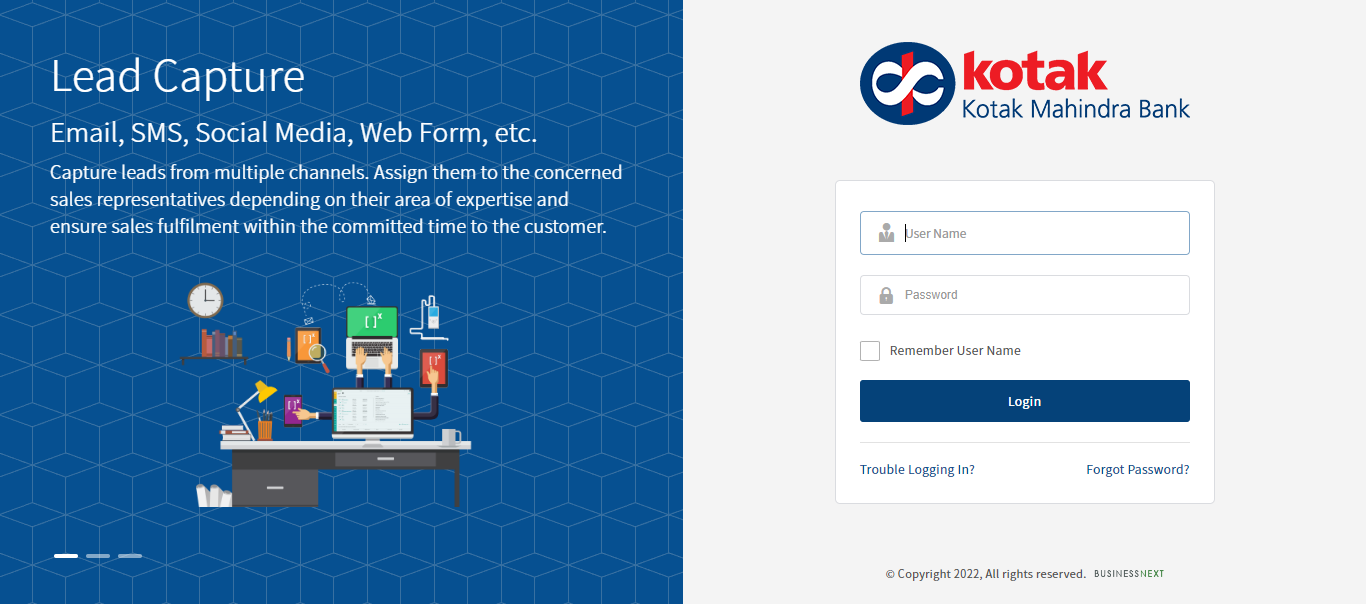 Lead Capture
Email, SMS, Social Media, Web Form, etc.
Capture leads from multiple channels. Assign them to the concerned
sales representatives depending on their area of expertise and
ensure sales fulfilment within the committed time to the customer.
[ ]x
[ ]x
[ ]x
[ ]x
kotak
Kotak Mahindra Bank
User Name
Password
Remember User Name
Login
Trouble Logging In?
Forgot Password?
© Copyright 2022, All rights reserved. BUSINESSNEXT